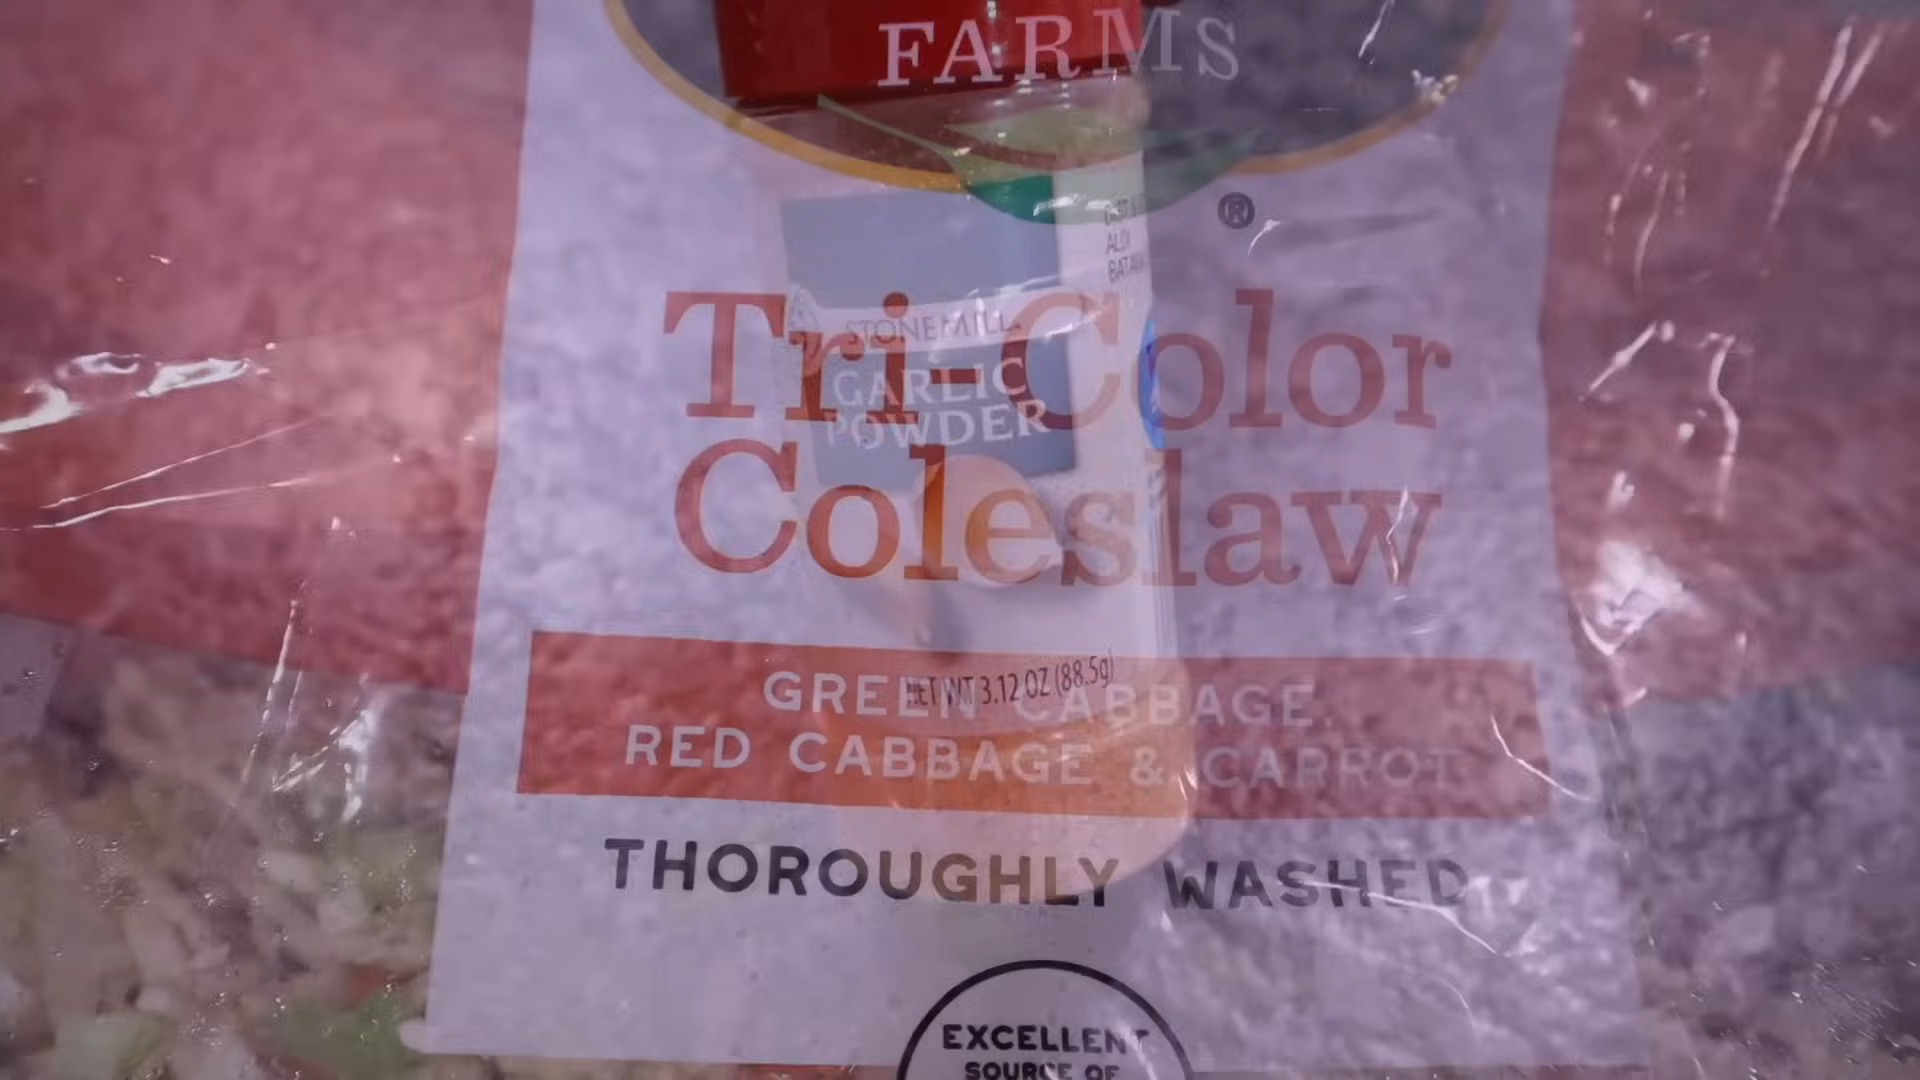 FARMS
®
ALDI
STONEMILL®
GARLIC
POWDER
Tri-Color
Coleslaw
NET WT 3.12 OZ (88.5g)
GREEN CABBAGE,
RED CABBAGE & CARROT
THOROUGHLY WASHED
EXCELLENT
SOURCE OF